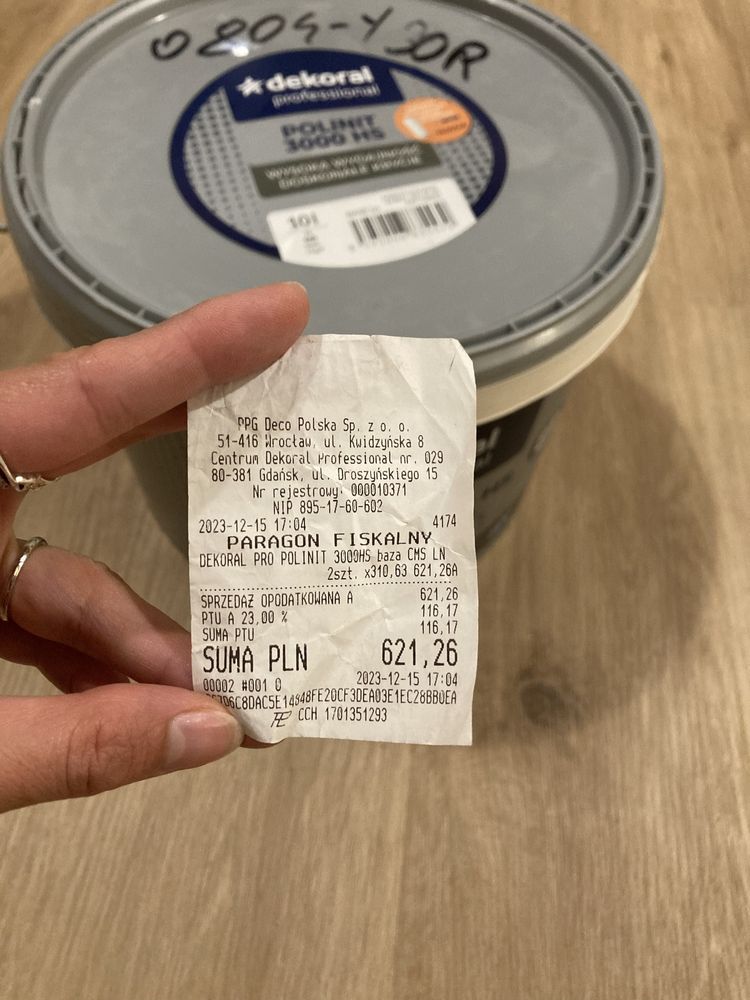 0804-Y30R
dekoral
professional
POLINIT
3000 HS
WYSOKA WYDAJNOŚĆ
DOSKONAŁE KRYCIE
10l
PPG Deco Polska Sp. z o. o.
51-416 Wrocław, ul. Kwidzyńska 8
Centrum Dekoral Professional nr. 029
80-381 Gdańsk, ul. Droszyńskiego 15
Nr rejestrowy: 000010371
NIP 895-17-60-602
2023-12-15 17:04 4174
PARAGON FISKALNY
DEKORAL PRO POLINIT 3000HS baza CMS LN
2szt. x310,63 621,26A
SPRZEDAŻ OPODATKOWANA A 621,26
PTU A 23,00 % 116,17
SUMA PTU 116,17
SUMA PLN 621,26
00002 #001 0 2023-12-15 17:04
CCH 1701351293